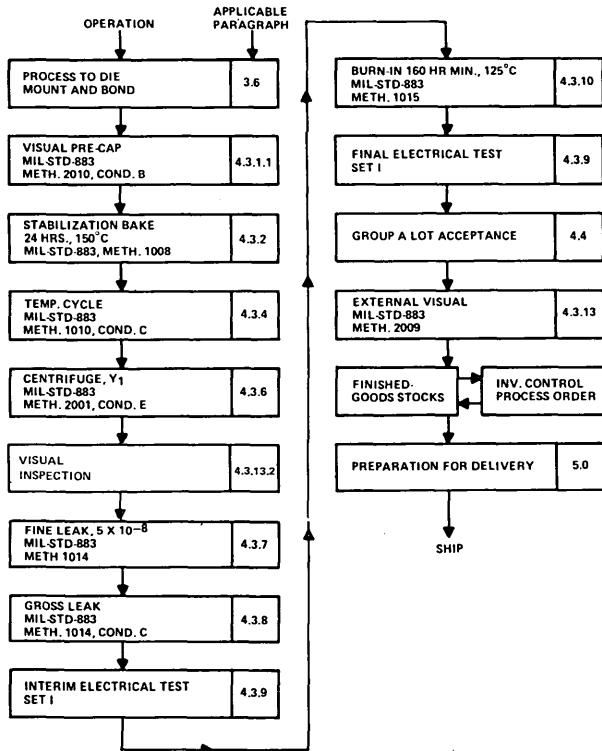 OPERATION
APPLICABLE
PARAGRAPH
PROCESS TO DIE
MOUNT AND BOND
3.6
VISUAL PRE-CAP
MIL-STD-883
METH. 2010, COND. B
4.3.1.1
STABILIZATION BAKE
24 HRS., 150°C
MIL-STD-883, METH. 1008
4.3.2
TEMP. CYCLE
MIL-STD-883
METH. 1010, COND. C
4.3.4
CENTRIFUGE, Y1
MIL-STD-883
METH. 2001, COND. E
4.3.6
VISUAL
INSPECTION
4.3.13.2
FINE LEAK, 5 X 10−8
MIL-STD-883
METH 1014
4.3.7
GROSS LEAK
MIL-STD-883
METH. 1014, COND. C
4.3.8
INTERIM ELECTRICAL TEST
SET I
4.3.9
BURN-IN 160 HR MIN., 125°C
MIL-STD-883
METH. 1015
4.3.10
FINAL ELECTRICAL TEST
SET I
4.3.9
GROUP A LOT ACCEPTANCE
4.4
EXTERNAL VISUAL
MIL-STD-883
METH. 2009
4.3.13
FINISHED-
GOODS STOCKS
INV. CONTROL
PROCESS ORDER
PREPARATION FOR DELIVERY
5.0
SHIP